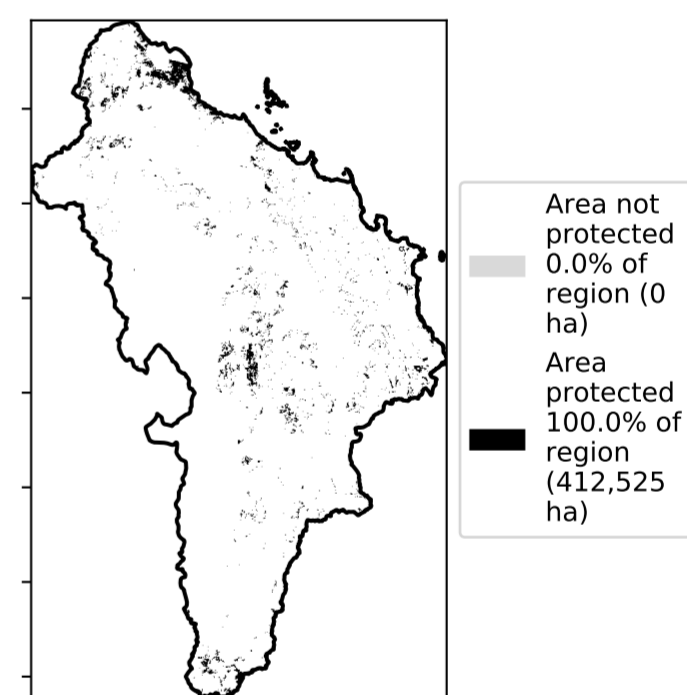 Area not
protected
0.0% of
region (0
ha)
Area
protected
100.0% of
region
(412,525
ha)